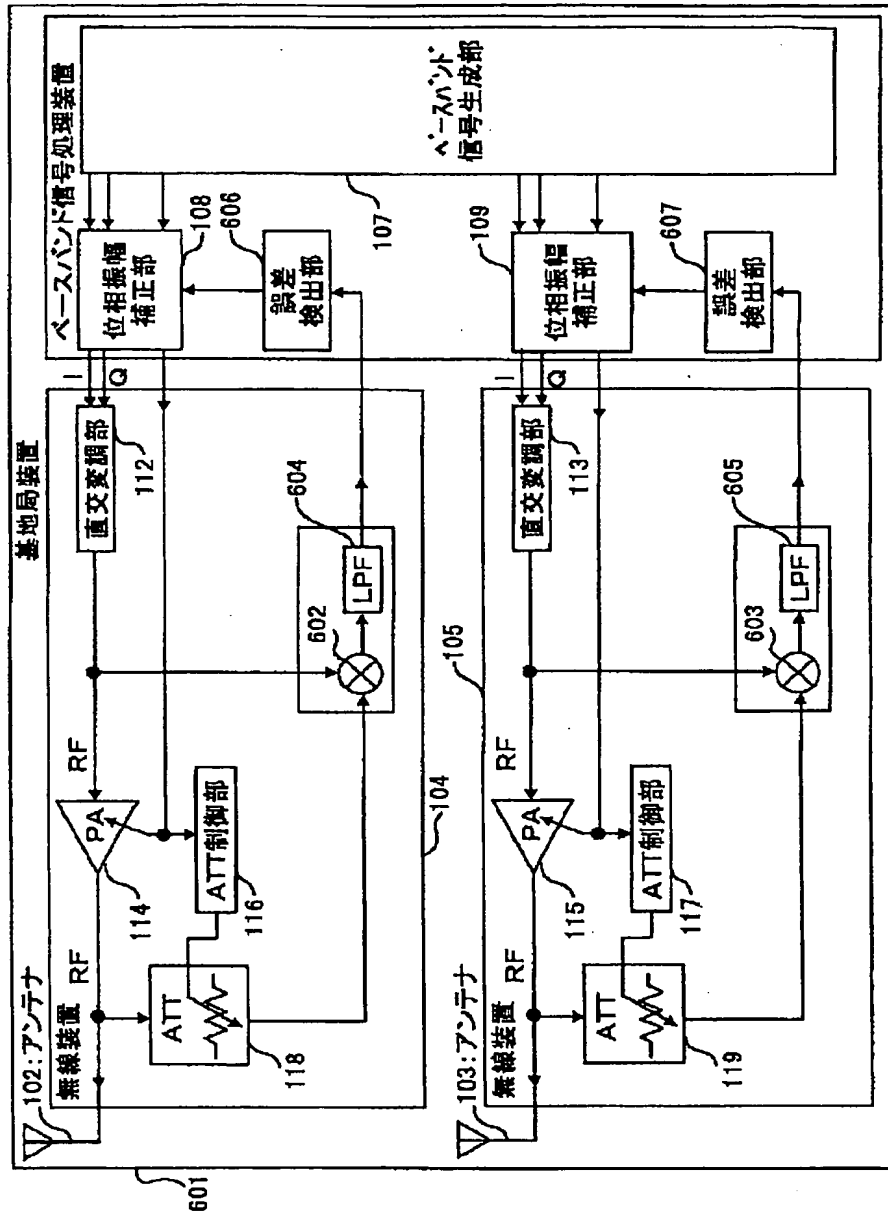 基地局装置
601
102:アンテナ
無線装置
RF
PA
RF
114
ATT
118
ATT制御部
116
104
直交変調部
112
I
Q
602
LPF
604
ベースバンド信号処理装置
位相振幅
補正部
108
誤差
検出部
606
107
ベースバンド
信号生成部
103:アンテナ
無線装置
RF
PA
RF
115
ATT
119
ATT制御部
117
105
直交変調部
113
I
Q
603
LPF
605
位相振幅
補正部
109
誤差
検出部
607